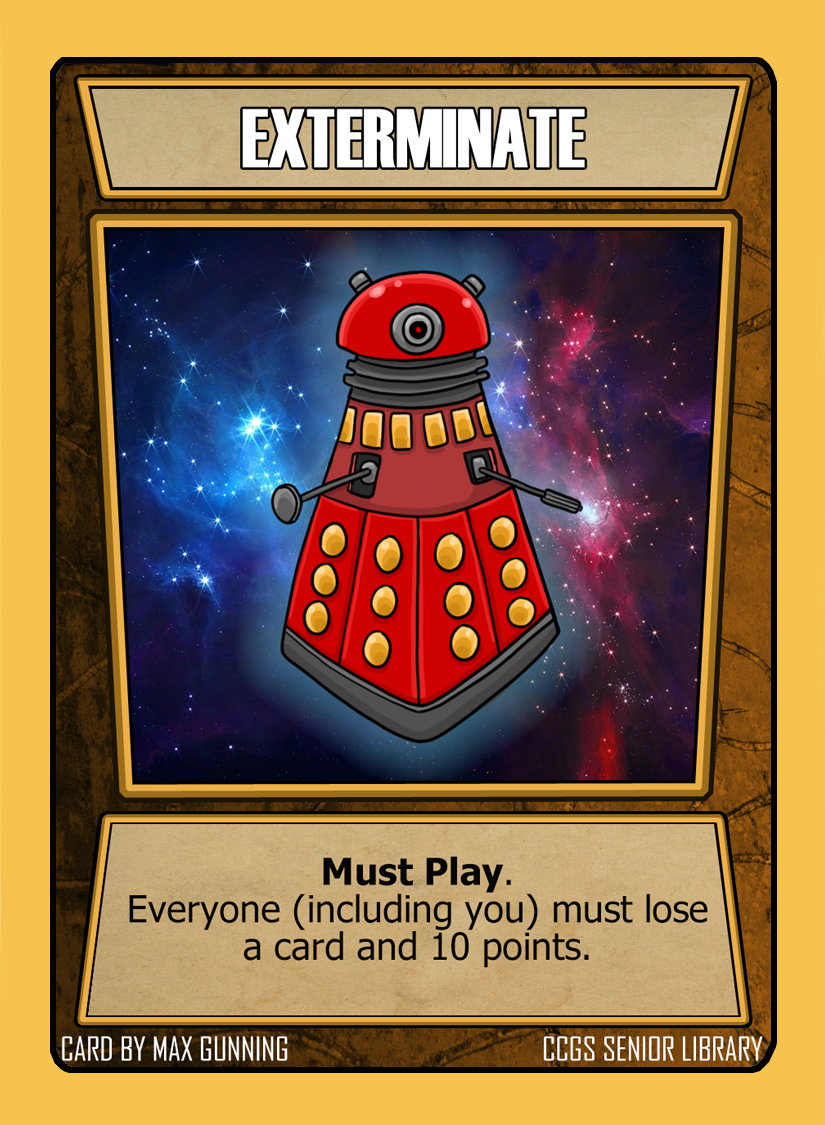 EXTERMINATE
Must Play.
Everyone (including you) must lose
a card and 10 points.
CARD BY MAX GUNNING
CCGS SENIOR LIBRARY